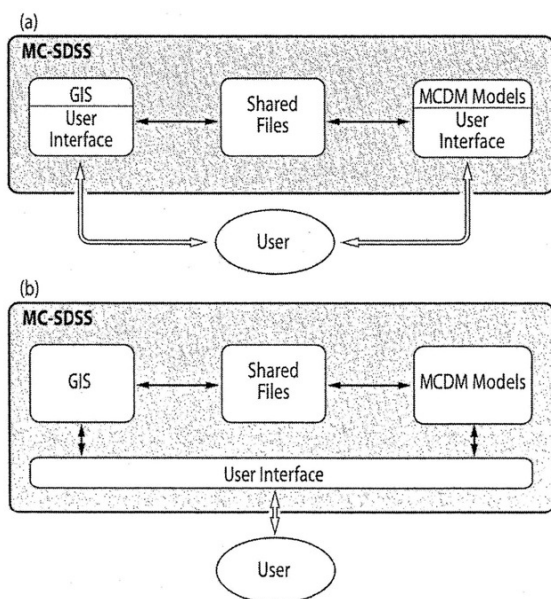 (a)
MC-SDSS
GIS
User
Interface
Shared
Files
MCDM Models
User
Interface
User
(b)
MC-SDSS
GIS
Shared
Files
MCDM Models
User Interface
User